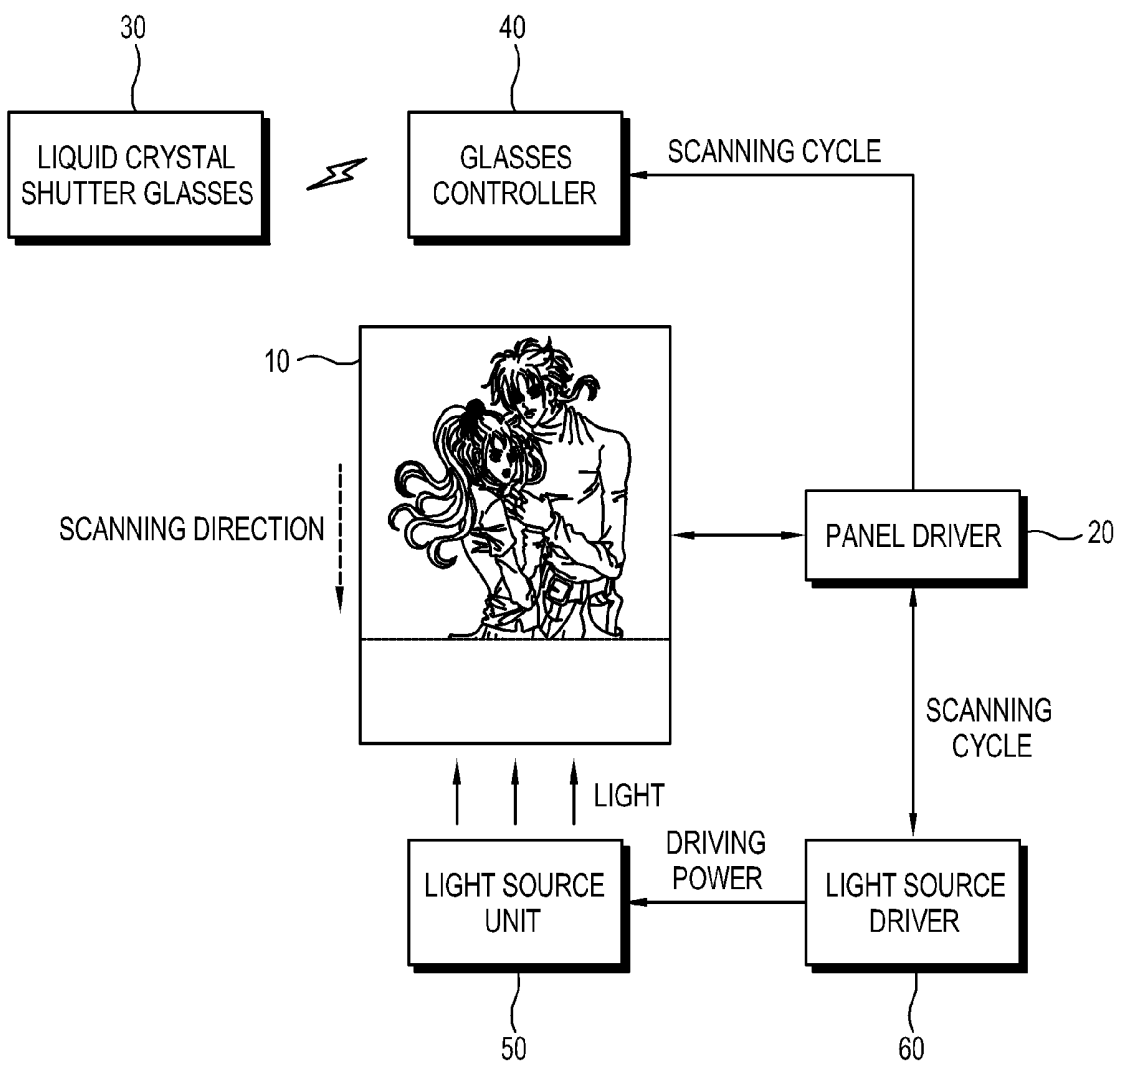 30
40
LIQUID CRYSTAL
SHUTTER GLASSES
GLASSES
CONTROLLER
SCANNING CYCLE
10
SCANNING DIRECTION
PANEL DRIVER
20
SCANNING
CYCLE
LIGHT
DRIVING
POWER
LIGHT SOURCE
UNIT
LIGHT SOURCE
DRIVER
50
60